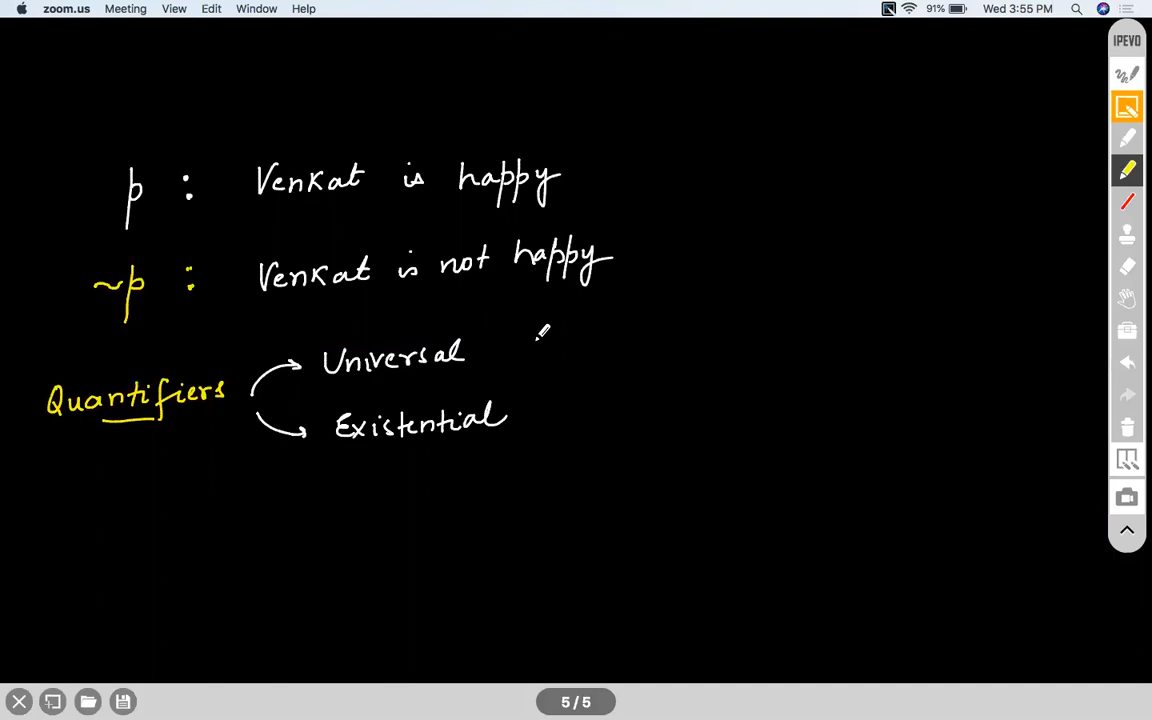 zoom.us Meeting View Edit Window Help 91% Wed 3:55 PM
IPEVO
p : Venkat is happy
~p : Venkat is not happy
Universal
Quantifiers
Existential
5/5